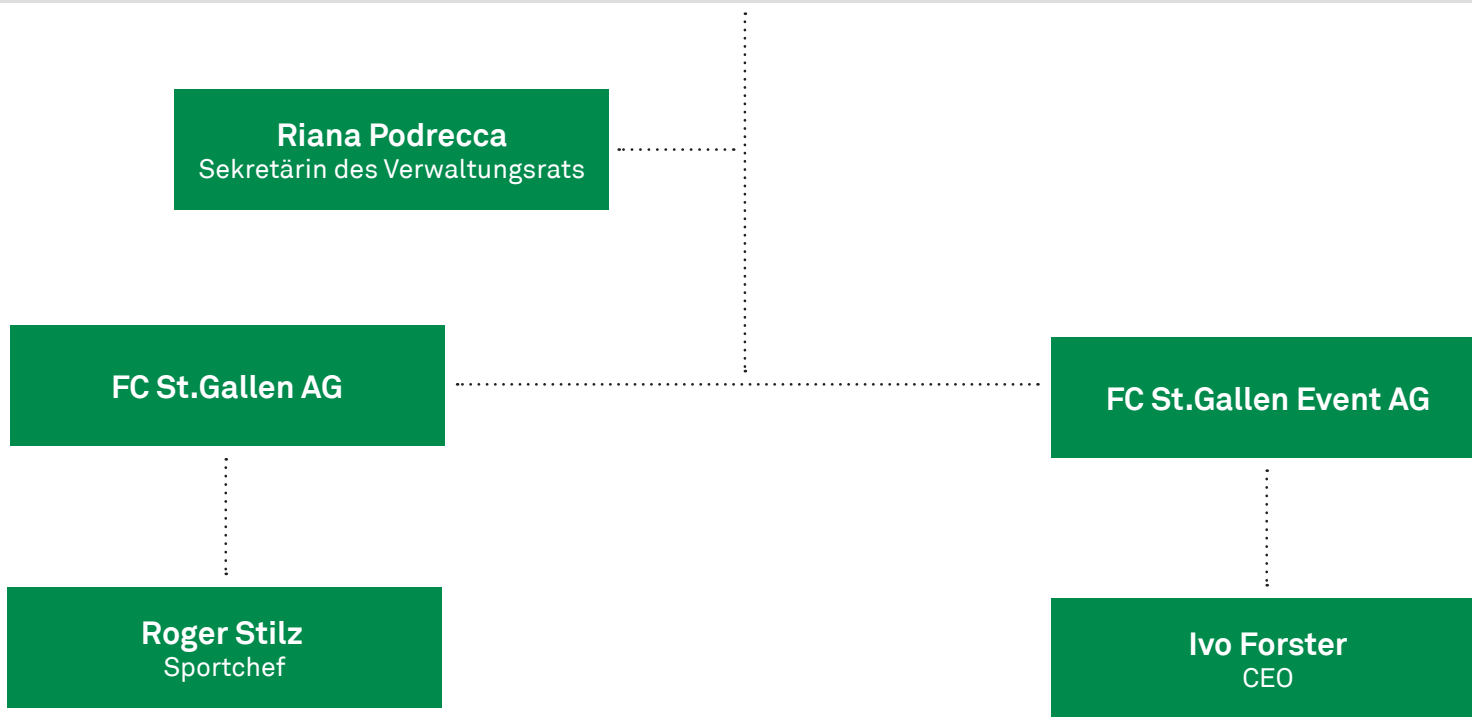 Riana Podrecca
Sekretärin des Verwaltungsrats
FC St.Gallen AG
FC St.Gallen Event AG
Roger Stilz
Sportchef
Ivo Forster
CEO